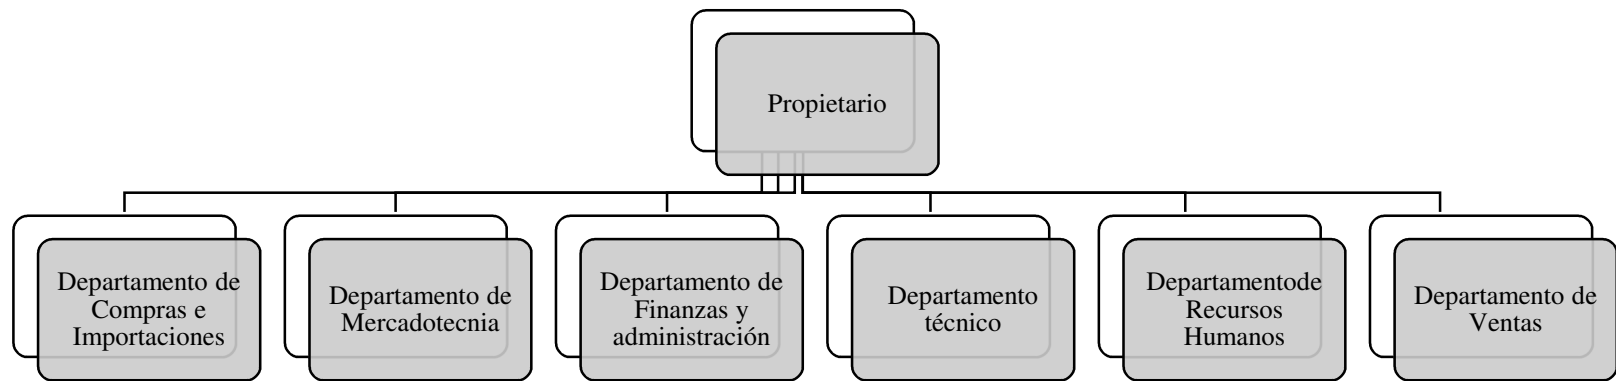 Propietario
Departamento de
Compras e
Importaciones
Departamento de
Mercadotecnia
Departamento de
Finanzas y
administración
Departamento
técnico
Departamentode
Recursos
Humanos
Departamento de
Ventas